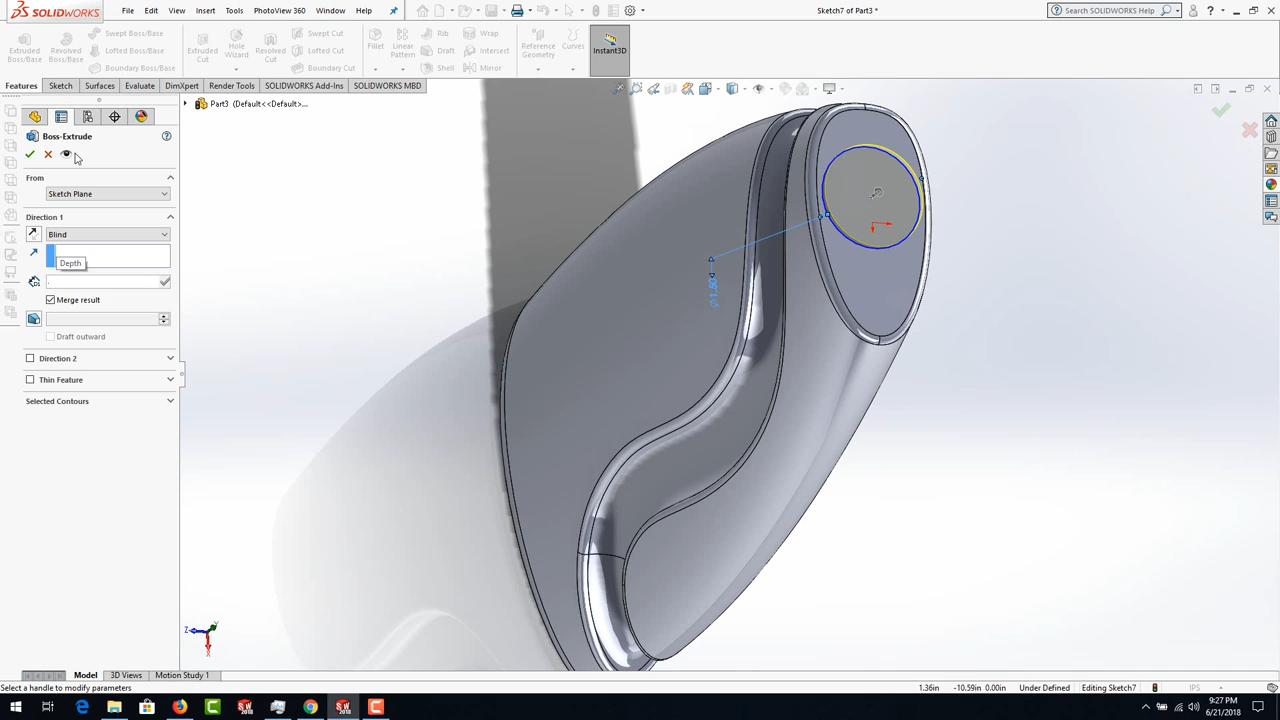 SOLIDWORKS File Edit View Insert Tools PhotoView 360 Window Help Sketch7 of Part3 * Search SOLIDWORKS Help
Extruded Boss/Base Revolved Boss/Base Swept Boss/Base Extruded Cut Hole Wizard Revolved Cut Swept Cut Fillet Linear Pattern Rib Wrap Reference Geometry Curves Instant3D
Lofted Boss/Base Lofted Cut Draft Intersect
Boundary Boss/Base Boundary Cut Shell Mirror
Features Sketch Surfaces Evaluate DimXpert Render Tools SOLIDWORKS Add-Ins SOLIDWORKS MBD
Part3 (Default<<Default>...
Boss-Extrude
From
Sketch Plane
Direction 1
Blind
Depth
.
Merge result
Draft outward
Direction 2
Thin Feature
Selected Contours
Ø1.50
Z Y X
Model 3D Views Motion Study 1
Select a handle to modify parameters 1.36in -10.59in 0.00in Under Defined Editing Sketch7 IPS
9:27 PM
6/21/2018